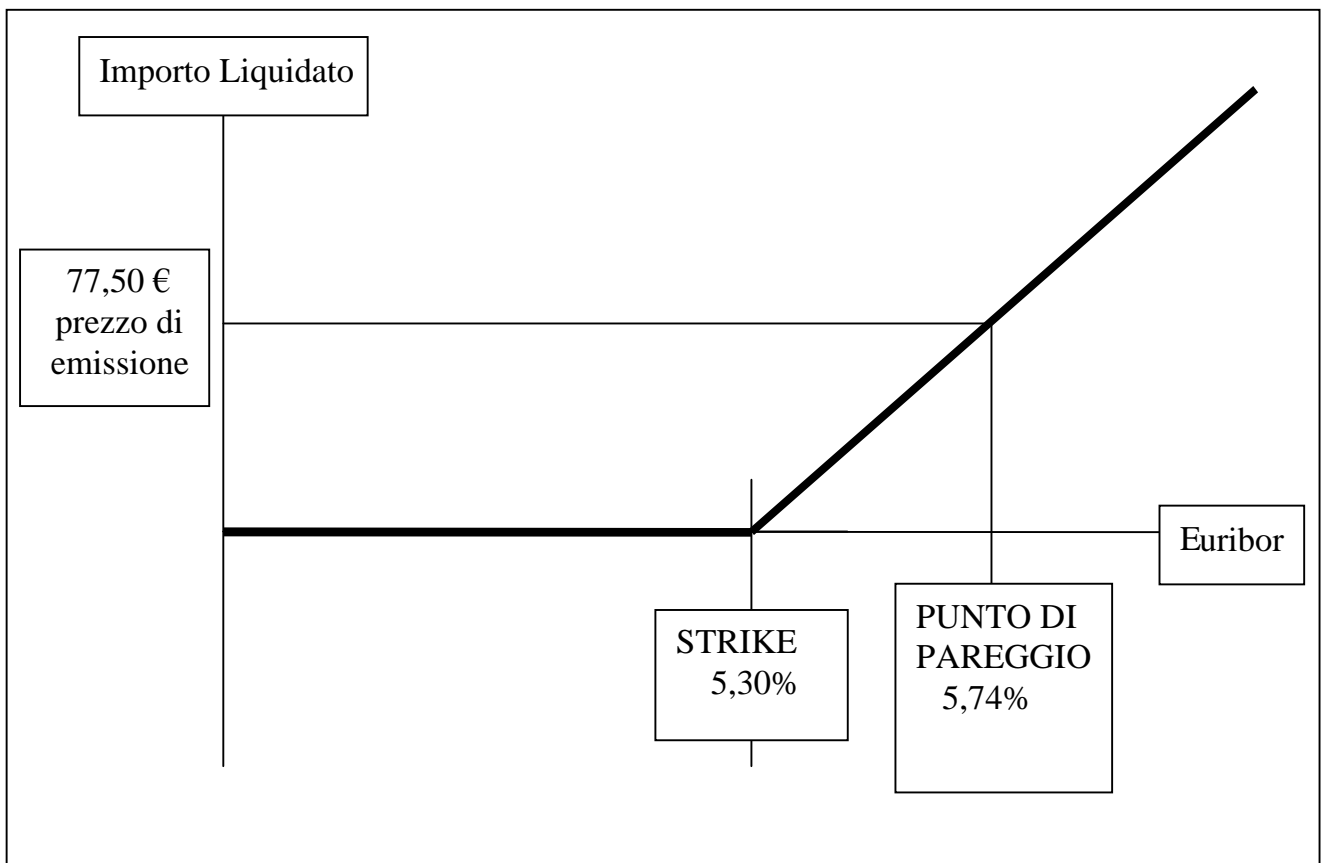 Importo Liquidato
77,50 €
prezzo di
emissione
Euribor
STRIKE
5,30%
PUNTO DI
PAREGGIO
5,74%